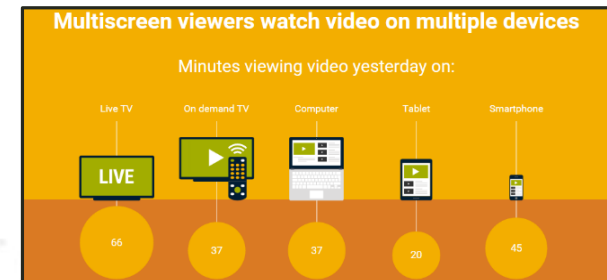 Multiscreen viewers watch video on multiple devices
Minutes viewing video yesterday on:
Live TV On demand TV Computer Tablet Smartphone
LIVE
66 37 37 20 45